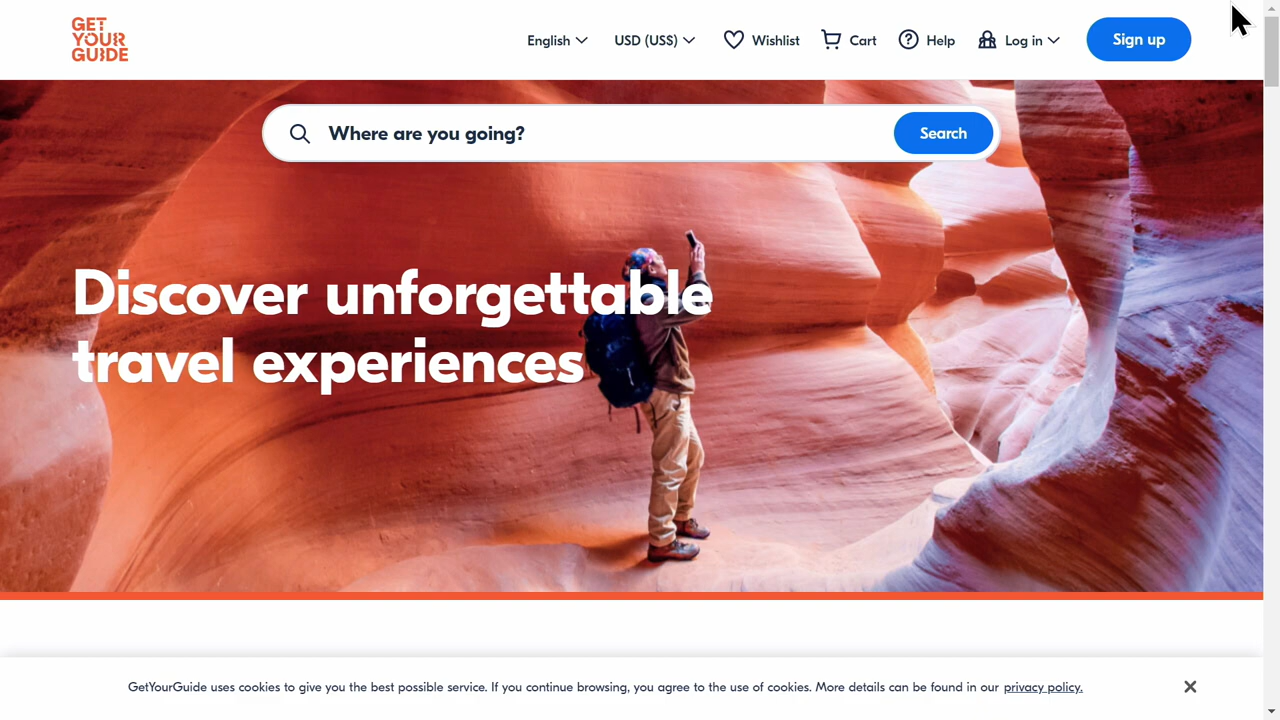 GET
YOUR
GUIDE
English
USD (US$)
Wishlist
Cart
Help
Log in
Sign up
Where are you going?
Search
Discover unforgettable
travel experiences
GetYourGuide uses cookies to give you the best possible service. If you continue browsing, you agree to the use of cookies. More details can be found in our privacy policy.